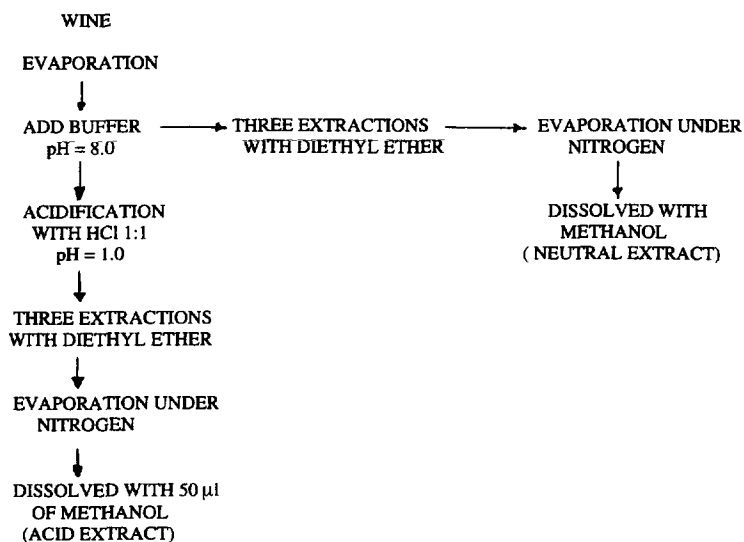 WINE
EVAPORATION
ADD BUFFER
pH = 8.0
THREE EXTRACTIONS
WITH DIETHYL ETHER
EVAPORATION UNDER
NITROGEN
DISSOLVED WITH
METHANOL
( NEUTRAL EXTRACT)
ACIDIFICATION
WITH HCl 1:1
pH = 1.0
THREE EXTRACTIONS
WITH DIETHYL ETHER
EVAPORATION UNDER
NITROGEN
DISSOLVED WITH 50 µl
OF METHANOL
(ACID EXTRACT)